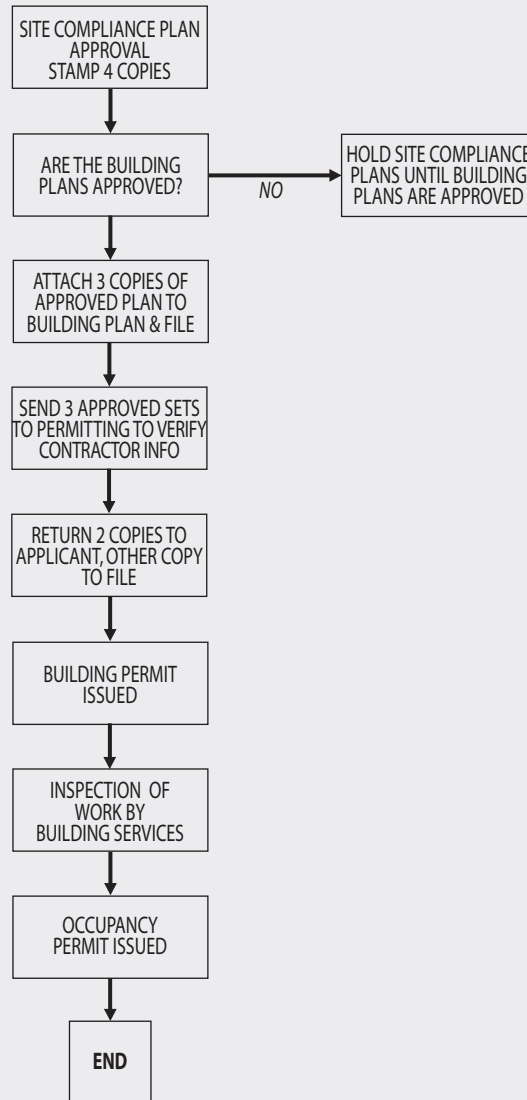 SITE COMPLIANCE PLAN
APPROVAL
STAMP 4 COPIES
ARE THE BUILDING
PLANS APPROVED?
NO
HOLD SITE COMPLIANCE
PLANS UNTIL BUILDING
PLANS ARE APPROVED
ATTACH 3 COPIES OF
APPROVED PLAN TO
BUILDING PLAN & FILE
SEND 3 APPROVED SETS
TO PERMITTING TO VERIFY
CONTRACTOR INFO
RETURN 2 COPIES TO
APPLICANT, OTHER COPY
TO FILE
BUILDING PERMIT
ISSUED
INSPECTION OF
WORK BY
BUILDING SERVICES
OCCUPANCY
PERMIT ISSUED
END